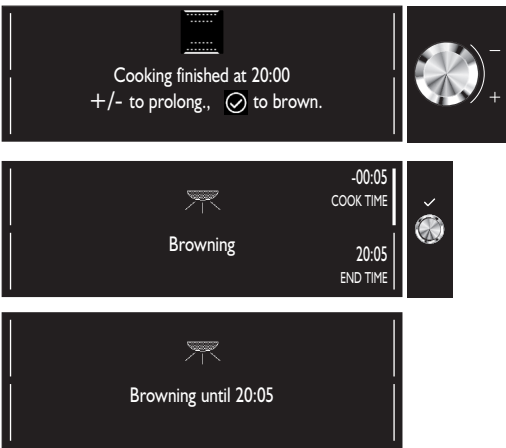 Cooking finished at 20:00
+/- to prolong., ✓ to brown.
−
+
-00:05
COOK TIME
Browning
20:05
END TIME
✓
Browning until 20:05